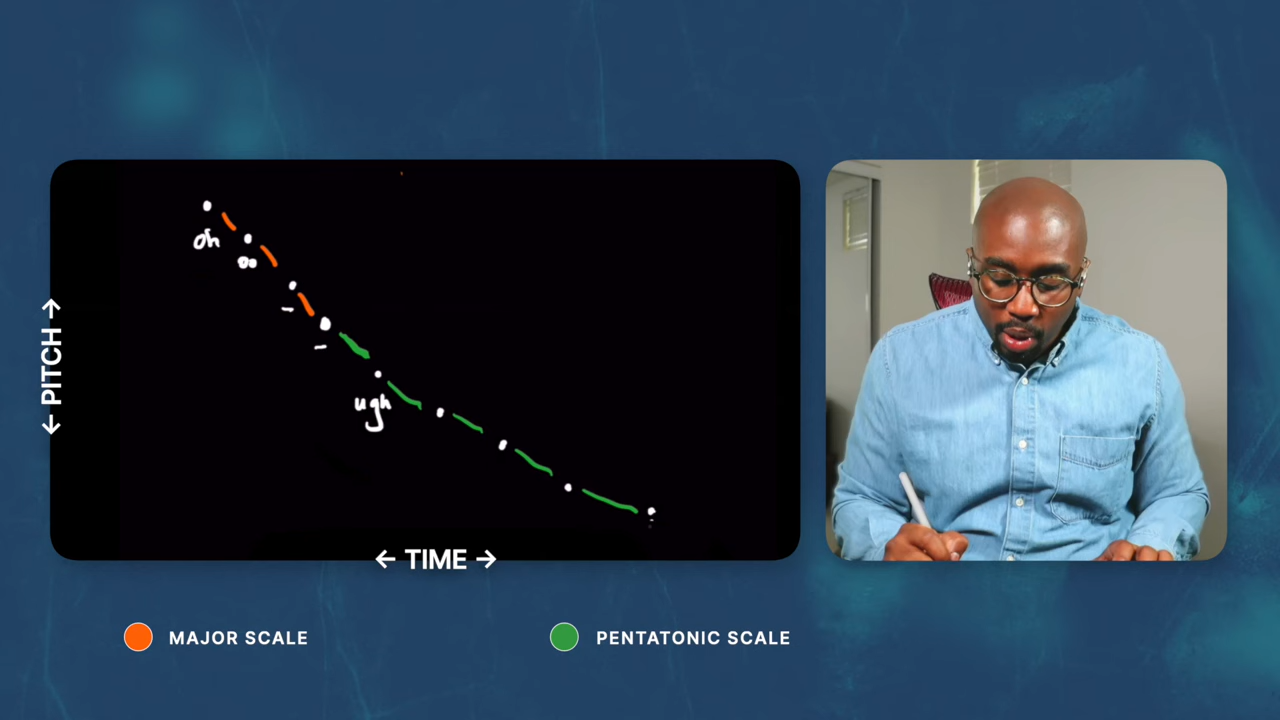 oh
oo
–
–
ugh
← PITCH →
← TIME →
MAJOR SCALE
PENTATONIC SCALE